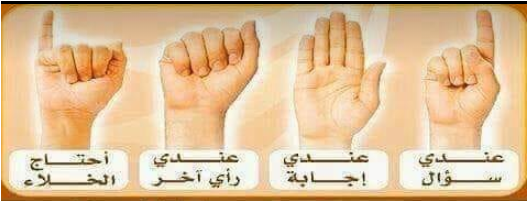 عندي
سؤال
عندي
إجابة
عندي
رأي آخر
أحتاج
الخلاء